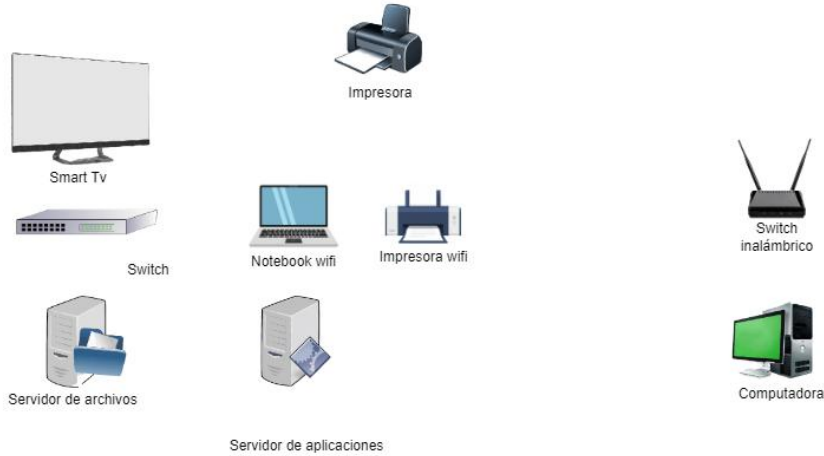 Impresora
Smart Tv
Switch
Notebook wifi
Impresora wifi
Switch
inalámbrico
Servidor de archivos
Computadora
Servidor de aplicaciones